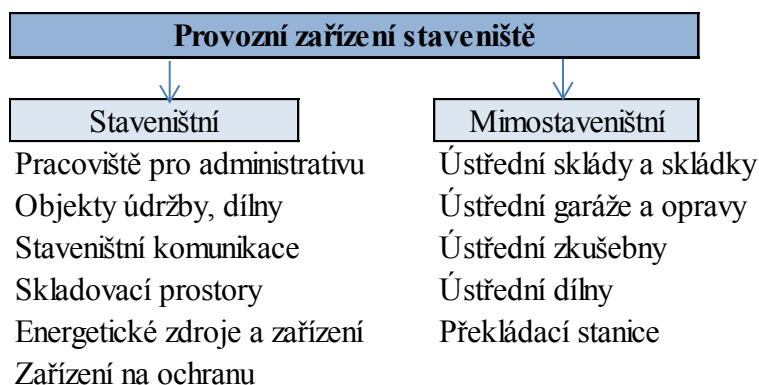 Provozní zařízení staveniště
Staveništní
Pracoviště pro administrativu
Objekty údržby, dílny
Staveništní komunikace
Skladovací prostory
Energetické zdroje a zařízení
Zařízení na ochranu
Mimostaveništní
Ústřední sklády a skládky
Ústřední garáže a opravy
Ústřední zkušebny
Ústřední dílny
Překládací stanice